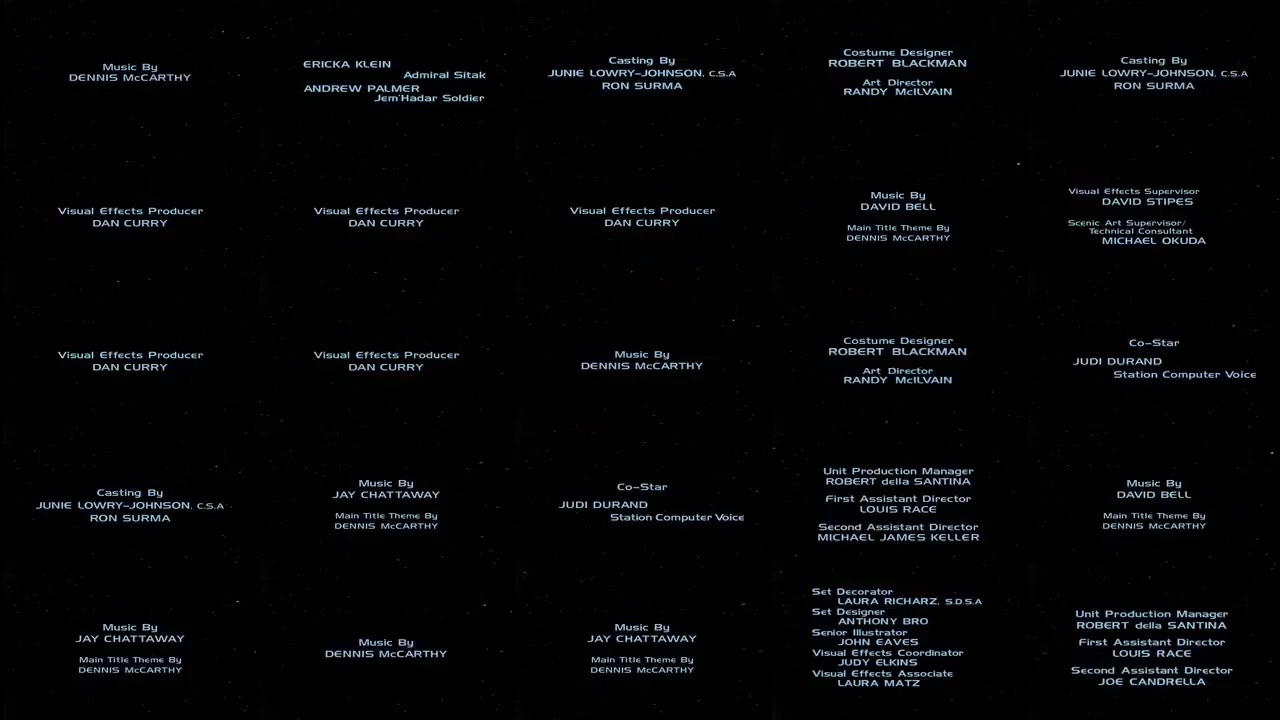 Music By
DENNIS McCARTHY
ERICKA KLEIN
Admiral Sitak
ANDREW PALMER
Jem'Hadar Soldier
Casting By
JUNIE LOWRY-JOHNSON, C.S.A
RON SURMA
Costume Designer
ROBERT BLACKMAN
Art Director
RANDY McILVAIN
Casting By
JUNIE LOWRY-JOHNSON, C.S.A
RON SURMA
Visual Effects Producer
DAN CURRY
Visual Effects Producer
DAN CURRY
Visual Effects Producer
DAN CURRY
Music By
DAVID BELL
Main Title Theme By
DENNIS McCARTHY
Visual Effects Supervisor
DAVID STIPES
Scenic Art Supervisor/
Technical Consultant
MICHAEL OKUDA
Visual Effects Producer
DAN CURRY
Visual Effects Producer
DAN CURRY
Music By
DENNIS McCARTHY
Costume Designer
ROBERT BLACKMAN
Art Director
RANDY McILVAIN
Co-Star
JUDI DURAND
Station Computer Voice
Casting By
JUNIE LOWRY-JOHNSON, C.S.A
RON SURMA
Music By
JAY CHATTAWAY
Main Title Theme By
DENNIS McCARTHY
Co-Star
JUDI DURAND
Station Computer Voice
Unit Production Manager
ROBERT della SANTINA
First Assistant Director
LOUIS RACE
Second Assistant Director
MICHAEL JAMES KELLER
Music By
DAVID BELL
Main Title Theme By
DENNIS McCARTHY
Music By
JAY CHATTAWAY
Main Title Theme By
DENNIS McCARTHY
Music By
DENNIS McCARTHY
Music By
JAY CHATTAWAY
Main Title Theme By
DENNIS McCARTHY
Set Decorator
LAURA RICHARZ, S.D.S.A
Set Designer
ANTHONY BRO
Senior Illustrator
JOHN EAVES
Visual Effects Coordinator
JUDY ELKINS
Visual Effects Associate
LAURA MATZ
Unit Production Manager
ROBERT della SANTINA
First Assistant Director
LOUIS RACE
Second Assistant Director
JOE CANDRELLA